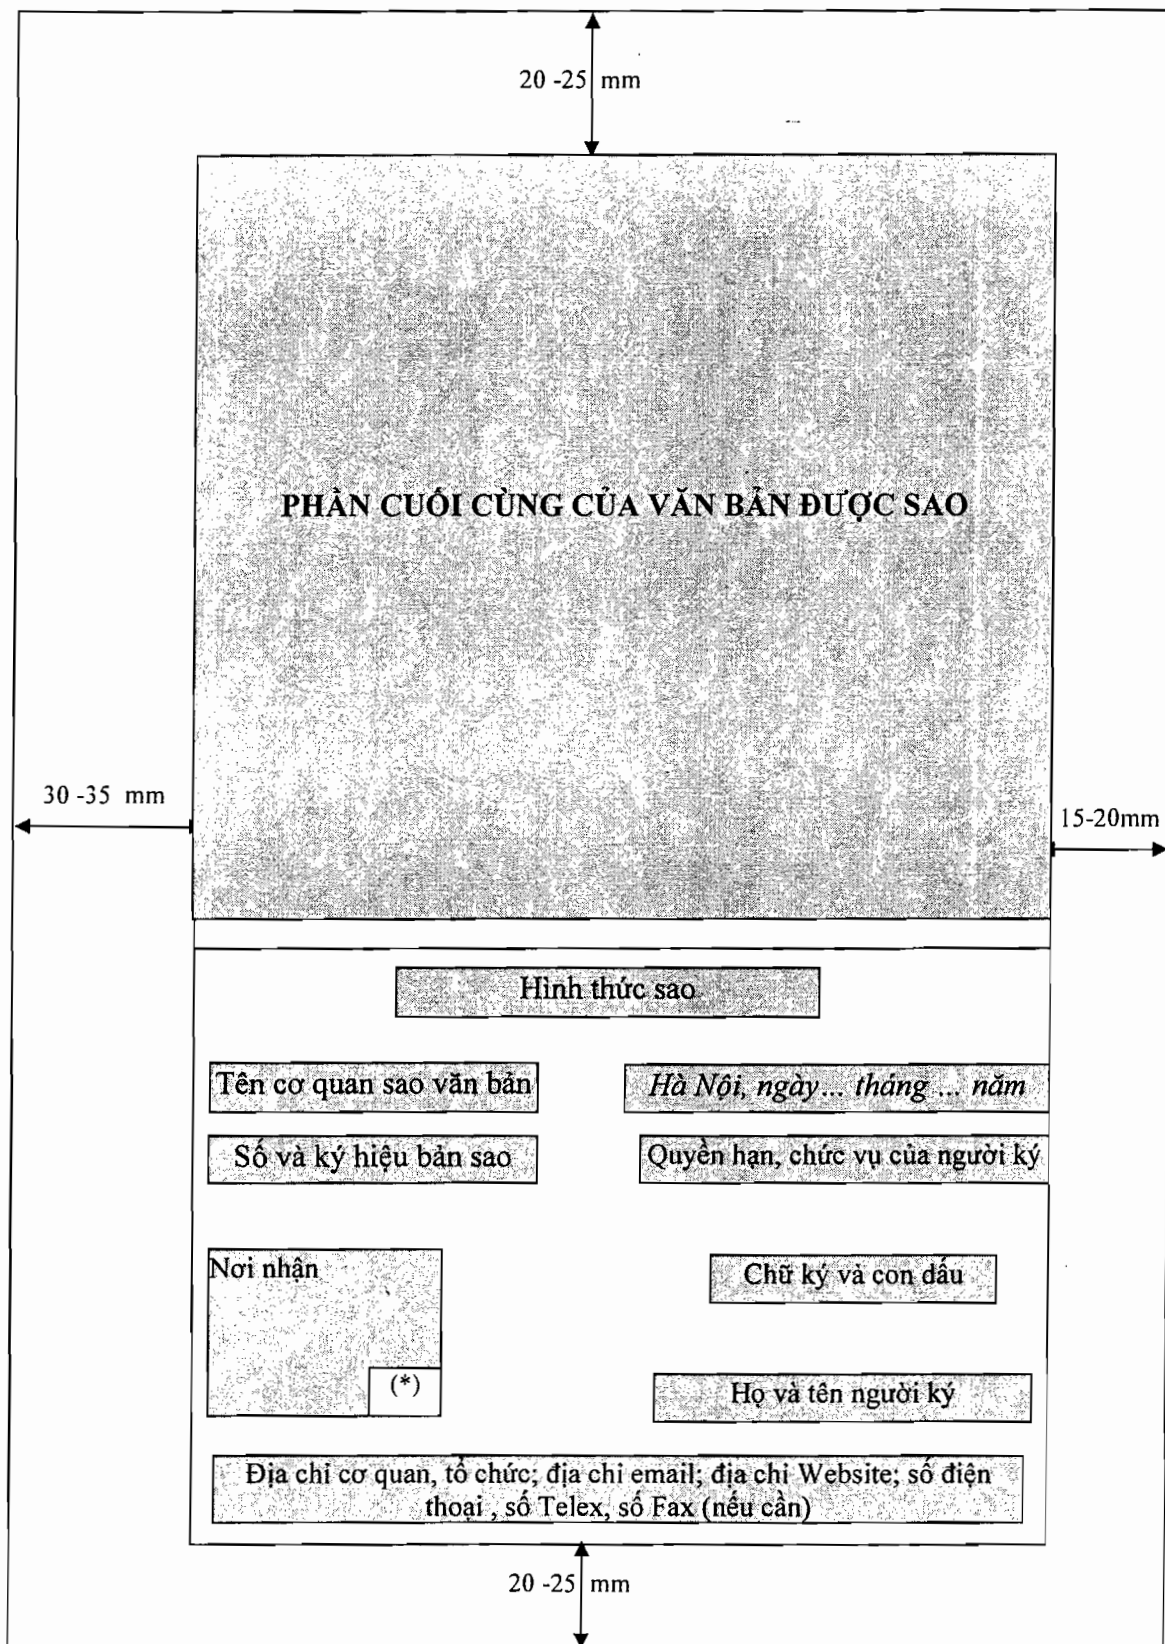 20 -25 mm
PHẦN CUỐI CÙNG CỦA VĂN BẢN ĐƯỢC SAO
30 -35 mm
15-20mm
Hình thức sao
Tên cơ quan sao văn bản
Hà Nội, ngày ... tháng ... năm
Số và ký hiệu bản sao
Quyền hạn, chức vụ của người ký
Nơi nhận
Chữ ký và con dấu
(*)
Họ và tên người ký
Địa chỉ cơ quan, tổ chức; địa chỉ email; địa chỉ Website; số điện
thoại , số Telex, số Fax (nếu cần)
20 -25 mm